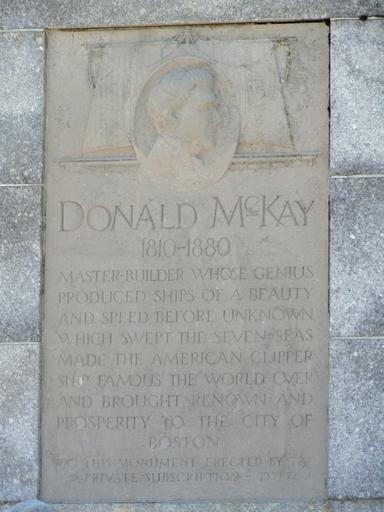 DONALD McKAY
1810-1880
MASTER-BUILDER WHOSE GENIUS
PRODUCED SHIPS OF A BEAUTY
AND SPEED BEFORE UNKNOWN
WHICH SWEPT THE SEVEN SEAS
MADE THE AMERICAN CLIPPER
SHIP FAMOUS THE WORLD OVER
AND BROUGHT RENOWN AND
PROSPERITY TO THE CITY OF
BOSTON
THIS MONUMENT ERECTED BY
PRIVATE SUBSCRIPTION